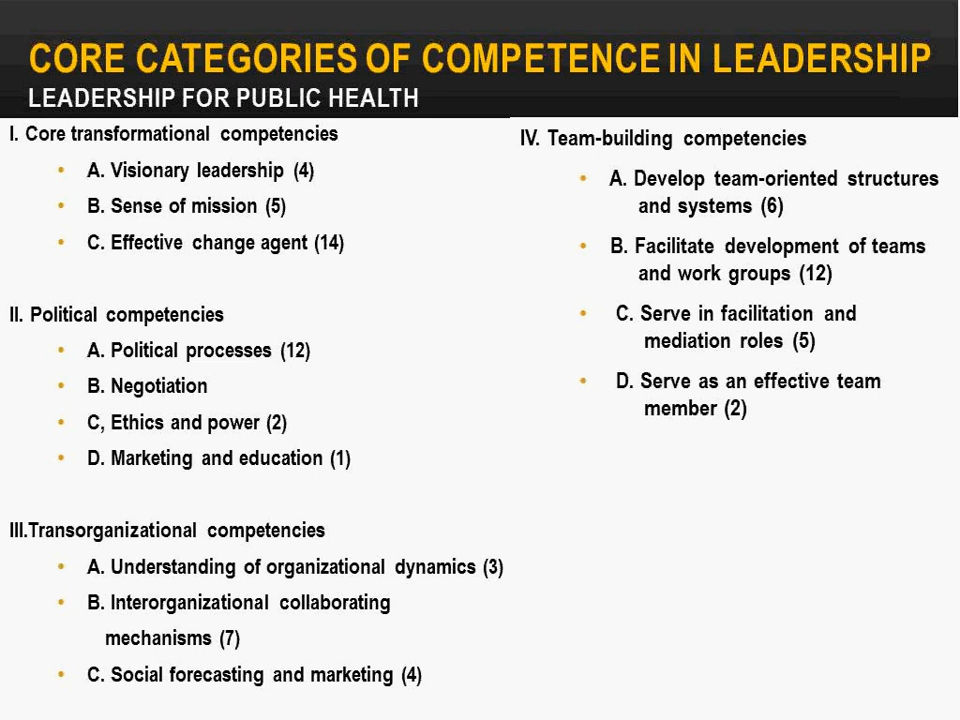 CORE CATEGORIES OF COMPETENCE IN LEADERSHIP
LEADERSHIP FOR PUBLIC HEALTH
I. Core transformational competencies
• A. Visionary leadership (4)
• B. Sense of mission (5)
• C. Effective change agent (14)
II. Political competencies
• A. Political processes (12)
• B. Negotiation
• C, Ethics and power (2)
• D. Marketing and education (1)
III.Transorganizational competencies
• A. Understanding of organizational dynamics (3)
• B. Interorganizational collaborating
mechanisms (7)
• C. Social forecasting and marketing (4)
IV. Team-building competencies
• A. Develop team-oriented structures
and systems (6)
• B. Facilitate development of teams
and work groups (12)
• C. Serve in facilitation and
mediation roles (5)
• D. Serve as an effective team
member (2)